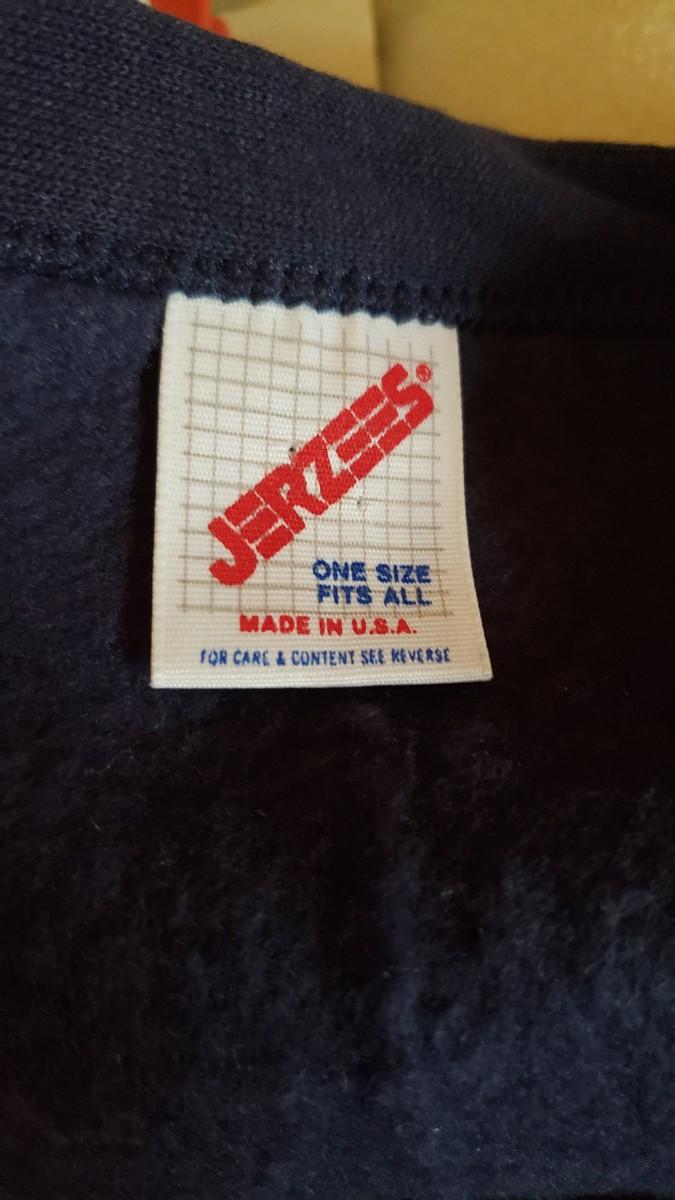 JERZEES®
ONE SIZE
FITS ALL
MADE IN U.S.A.
FOR CARE & CONTENT SEE REVERSE